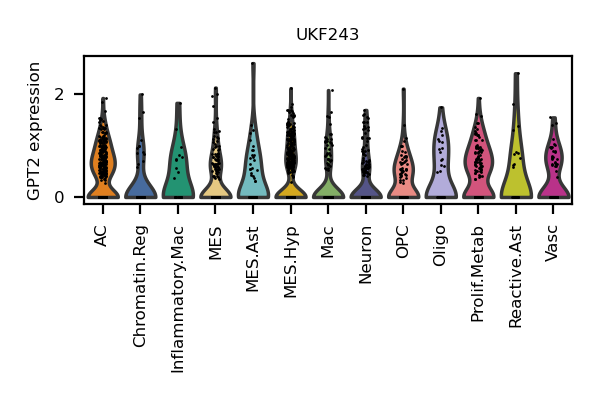 UKF243
GPT2 expression
2
0
AC
Chromatin.Reg
Inflammatory.Mac
MES
MES.Ast
MES.Hyp
Mac
Neuron
OPC
Oligo
Prolif.Metab
Reactive.Ast
Vasc